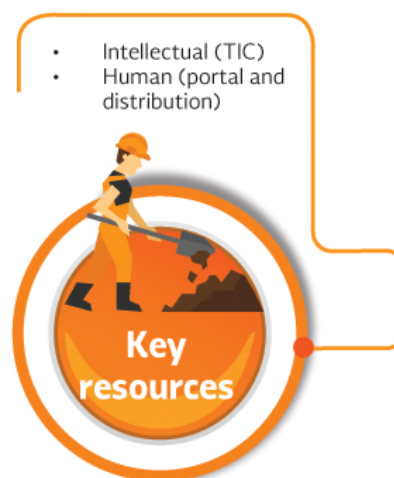 • Intellectual (TIC)
• Human (portal and
distribution)
Key
resources